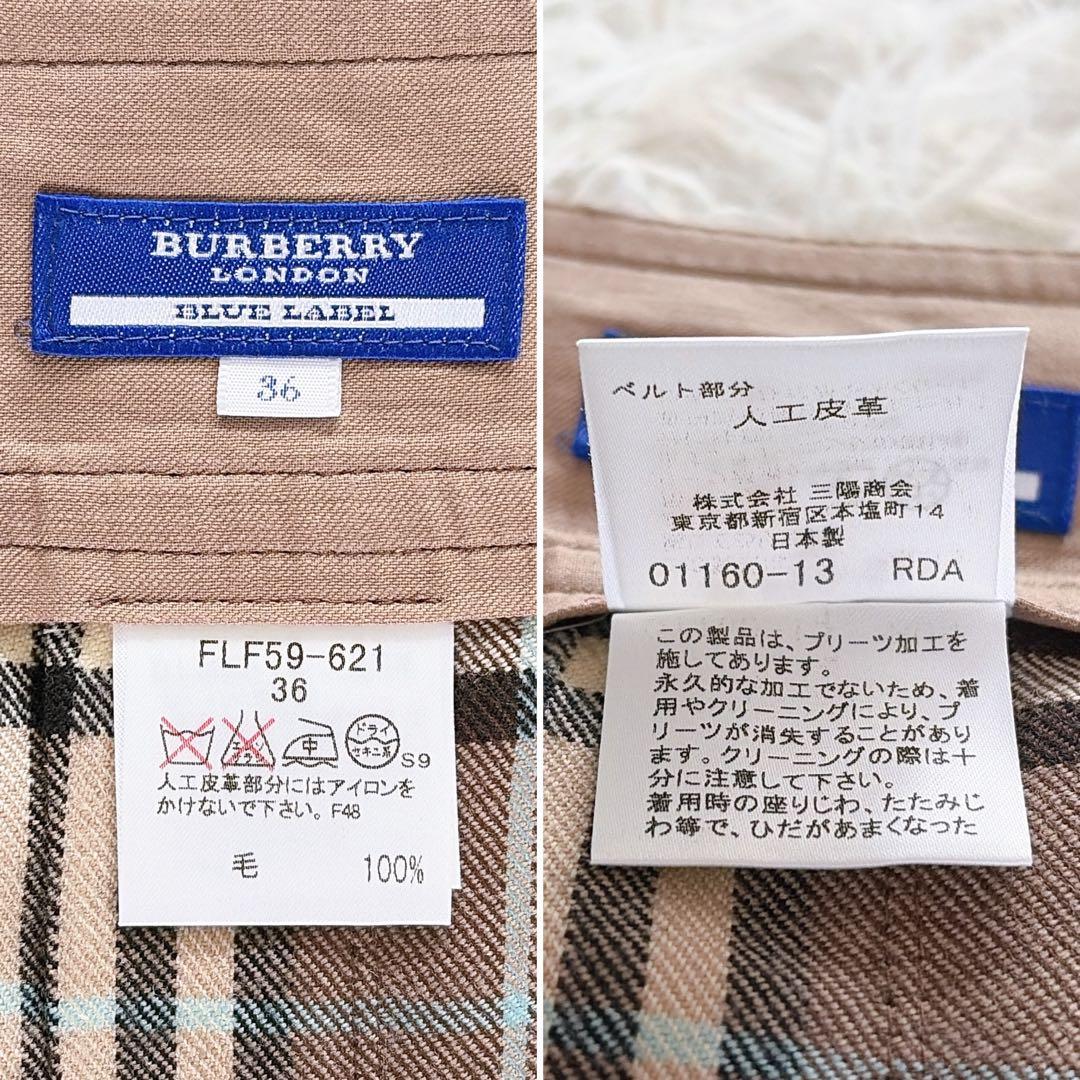 BURBERRY
LONDON
BLUE LABEL
36
FLF59-621
36
エンソ
ドライ
セキユ系
S9
人工皮革部分にはアイロンを
かけないで下さい。F48
毛 100%
ベルト部分
人工皮革
株式会社 三陽商会
東京都新宿区本塩町14
日本製
01160-13 RDA
この製品は、プリーツ加工を
施してあります。
永久的な加工でないため、着
用やクリーニングにより、プ
リーツが消失することがあり
ます。クリーニングの際は十
分に注意して下さい。
着用時の座りじわ、たたみじ
わ等で、ひだがあまくなった